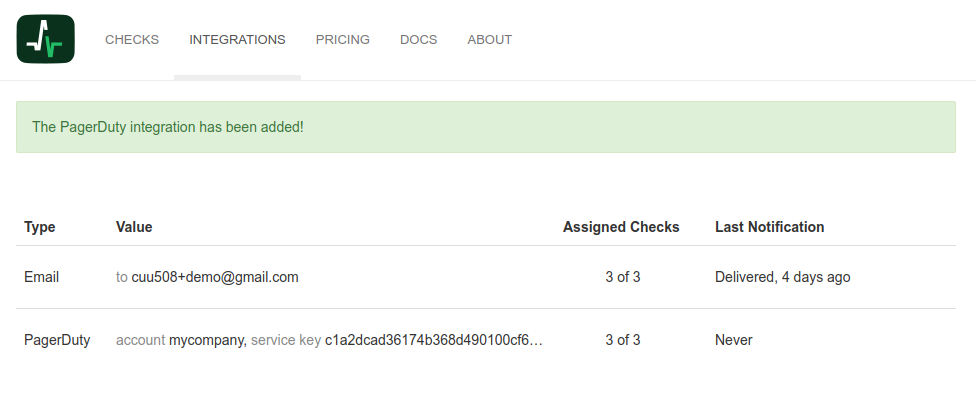 CHECKS INTEGRATIONS PRICING DOCS ABOUT
The PagerDuty integration has been added!
Type Value Assigned Checks Last Notification
Email to cuu508+demo@gmail.com 3 of 3 Delivered, 4 days ago
PagerDuty account mycompany, service key c1a2dcad36174b368d490100cf6… 3 of 3 Never